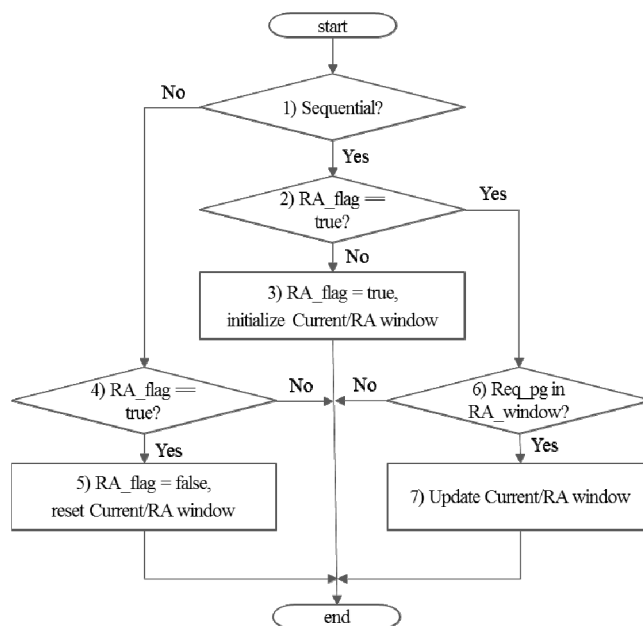 start
No
1) Sequential?
Yes
2) RA_flag ==
true?
Yes
No
3) RA_flag = true,
initialize Current/RA window
4) RA_flag ==
true?
No
No
6) Req_pg in
RA_window?
Yes
Yes
5) RA_flag = false,
reset Current/RA window
7) Update Current/RA window
end